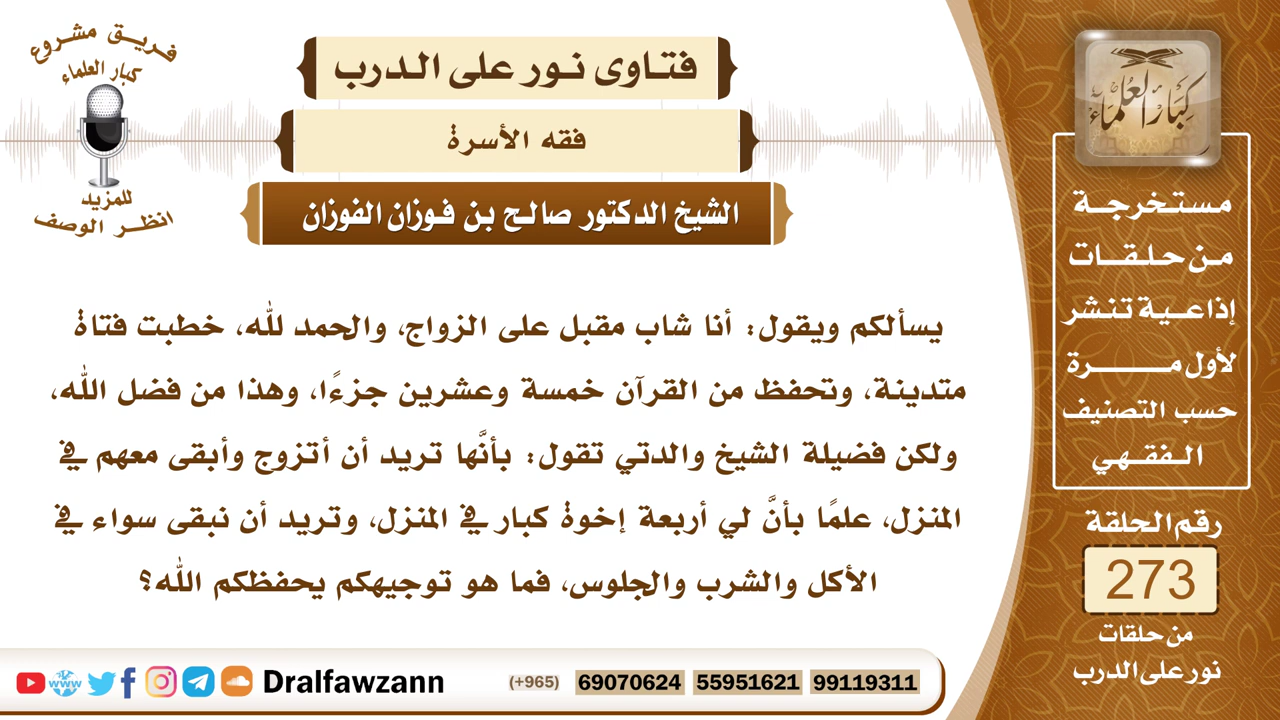 فتاوى نور على الدرب
فقه الأسرة
الشيخ الدكتور صالح بن فوزان الفوزان
فريق مشروع
كبار العلماء
للمزيد
انظر الوصف
يسألكم ويقول: أنا شاب مقبل على الزواج، والحمد لله، خطبت فتاة
متدينة، وتحفظ من القرآن خمسة وعشرين جزءًا، وهذا من فضل الله،
ولكن فضيلة الشيخ والدتي تقول: بأنَّها تريد أن أتزوج وأبقى معهم في
المنزل، علمًا بأنَّ لي أربعة إخوة كبار في المنزل، وتريد أن نبقى سواء في
الأكل والشرب والجلوس، فما هو توجيهكم يحفظكم الله؟
كبار العلماء
مستخرجة
من حلقات
إذاعية تنشر
لأول مرة
حسب التصنيف
الفقهي
رقم الحلقة
273
من حلقات
نور على الدرب
www Dralfawzann (+965) 69070624 55951621 99119311